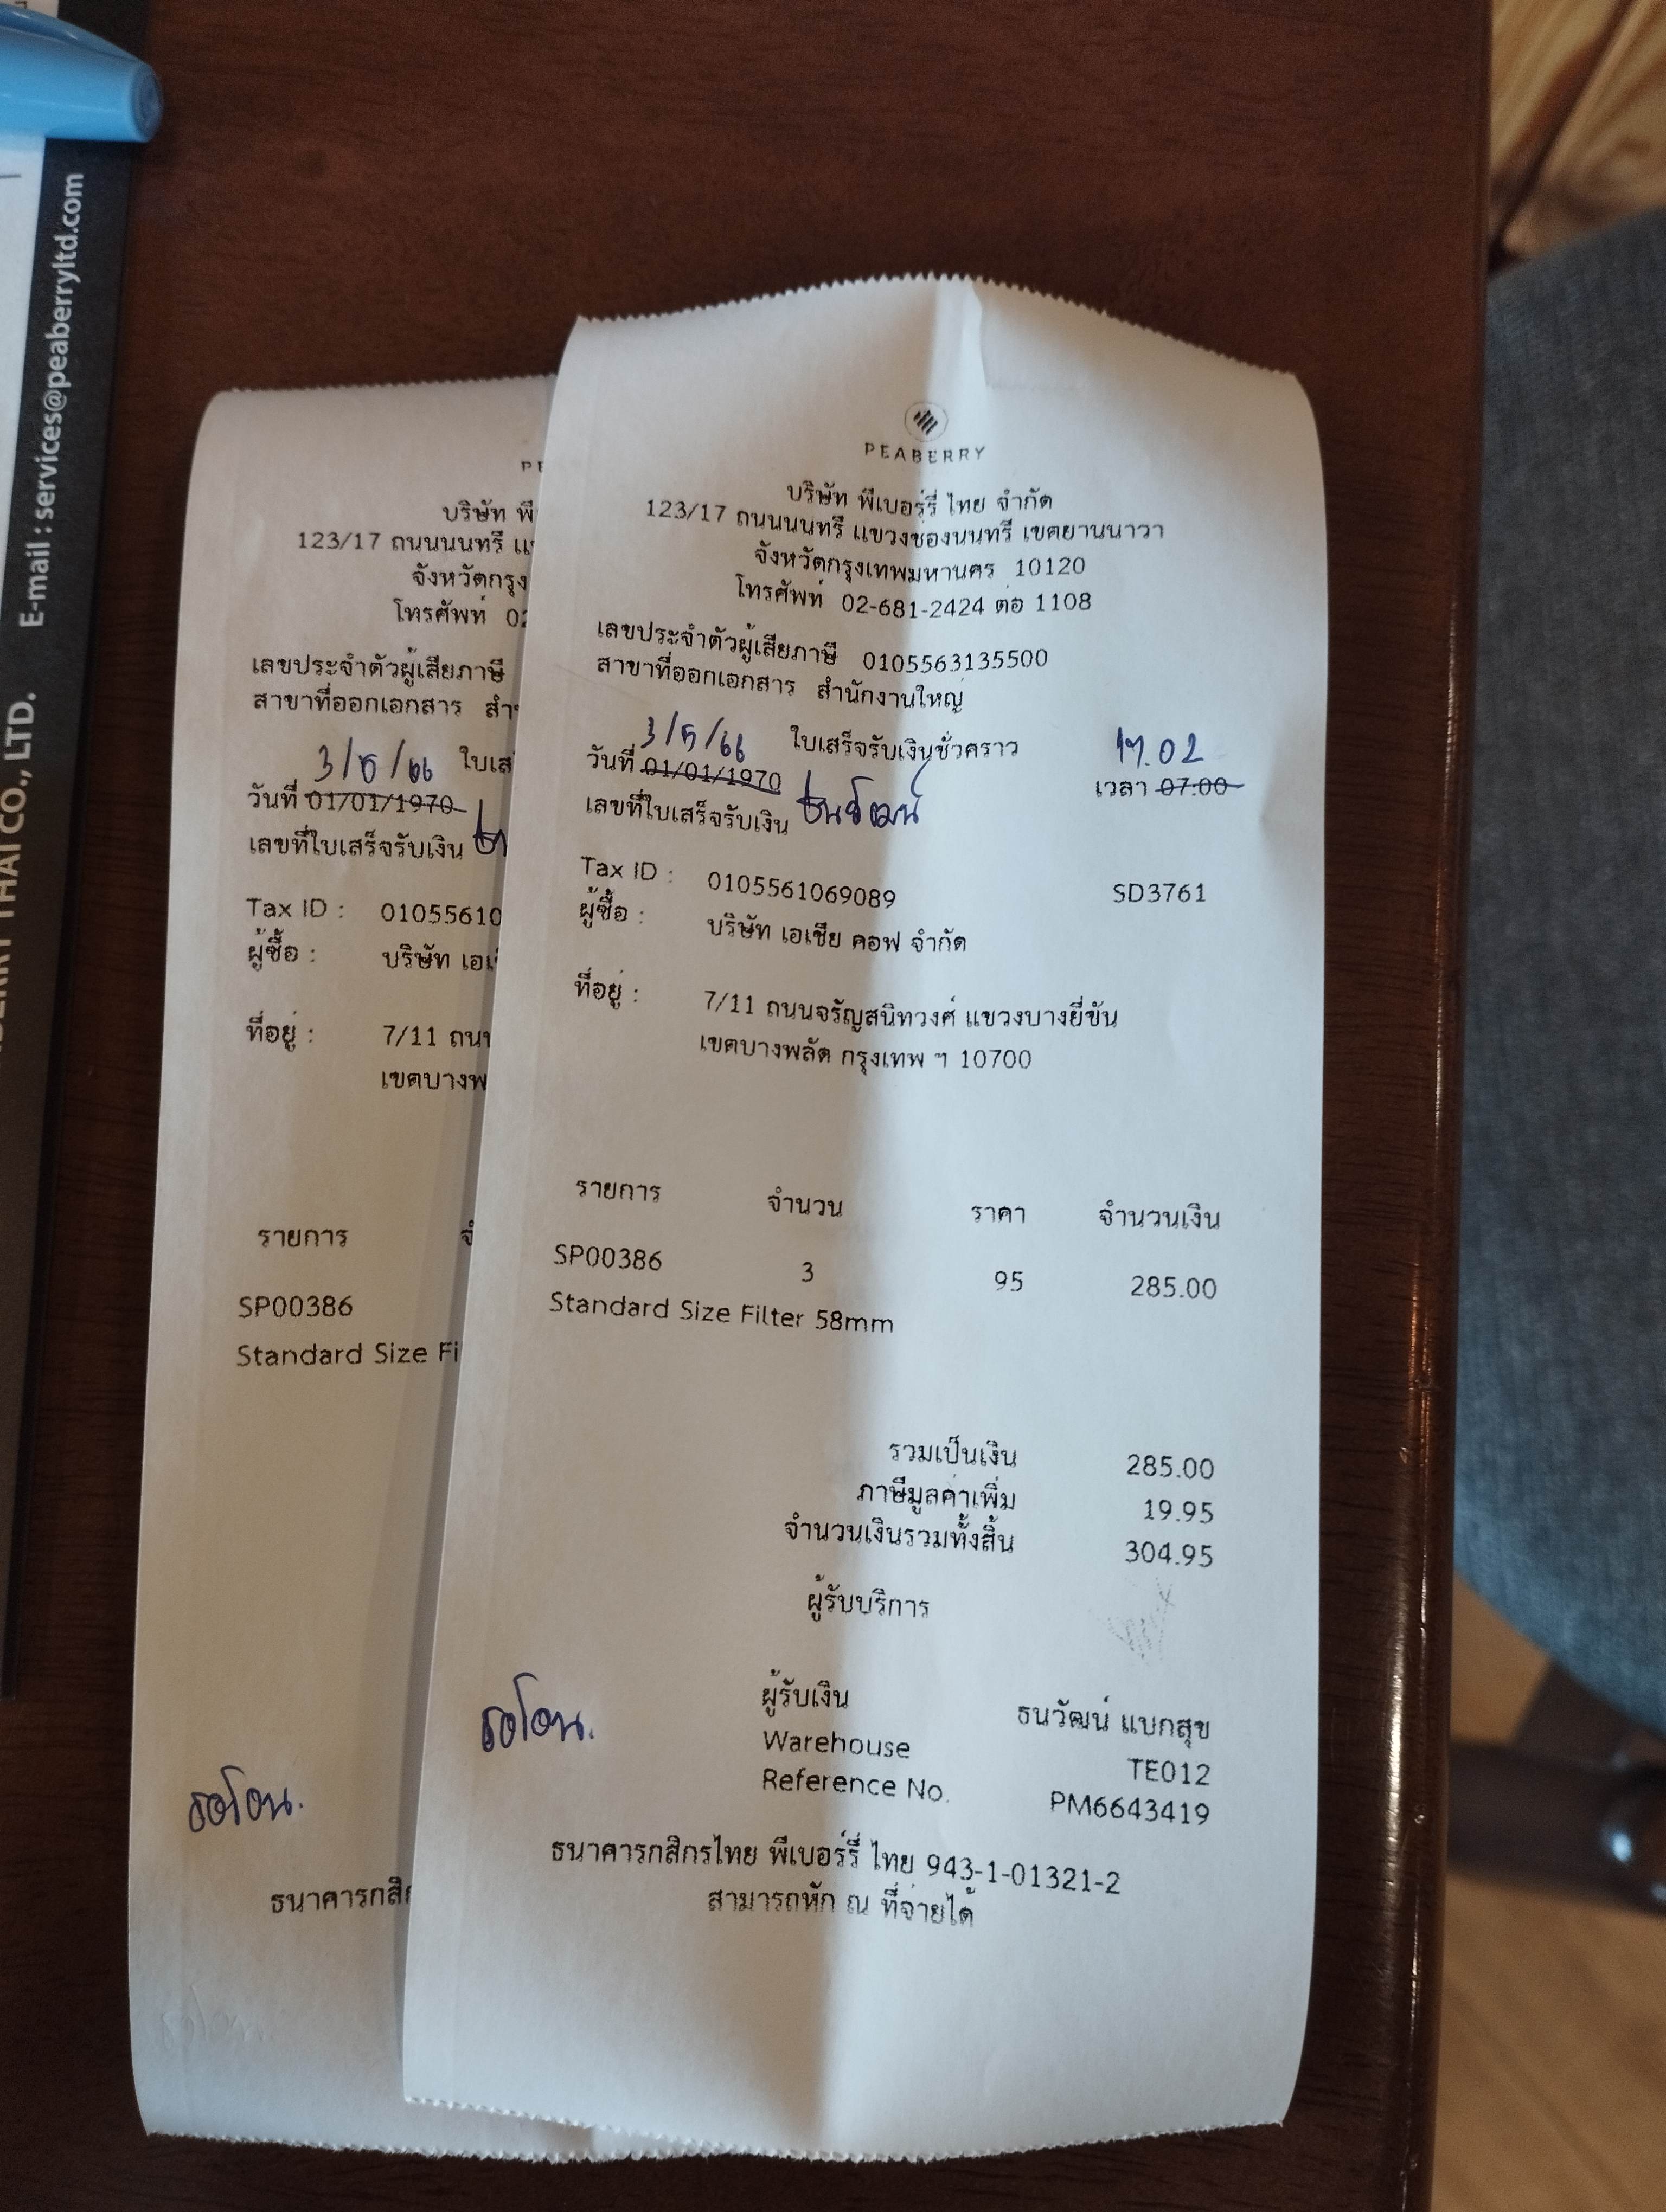 E-mail : services@peaberryltd.com
THAI CO., LTD.
PEABERRY
บริษัท พีเบอร์รี่ ไทย จำกัด
123/17 ถนนนนทรี แขวงช่องนนทรี เขตยานนาวา
จังหวัดกรุงเทพมหานคร 10120
โทรศัพท์ 02-681-2424 ต่อ 1108
เลขประจำตัวผู้เสียภาษี 0105563135500
สาขาที่ออกเอกสาร สำนักงานใหญ่
3/5/66 ใบเสร็จรับเงินชั่วคราว 17.02
วันที่ 01/01/1970 เวลา 07:00
เลขที่ใบเสร็จรับเงิน ธนวัฒน์
Tax ID : 0105561069089 SD3761
ผู้ซื้อ : บริษัท เอเชีย คอฟ จำกัด
ที่อยู่ : 7/11 ถนนจรัญสนิทวงศ์ แขวงบางยี่ขัน
เขตบางพลัด กรุงเทพ ฯ 10700
รายการ จำนวน ราคา จำนวนเงิน
SP00386 3 95 285.00
Standard Size Filter 58mm
รวมเป็นเงิน 285.00
ภาษีมูลค่าเพิ่ม 19.95
จำนวนเงินรวมทั้งสิ้น 304.95
ผู้รับบริการ
รอโอน.
ผู้รับเงิน ธนวัฒน์ แบกสุข
Warehouse TE012
Reference No. PM6643419
ธนาคารกสิกรไทย พีเบอร์รี่ ไทย 943-1-01321-2
สามารถหัก ณ ที่จ่ายได้
PE
บริษัท พี
123/17 ถนนนนทรี แ
จังหวัดกรุง
โทรศัพท์ 02
เลขประจำตัวผู้เสียภาษี
สาขาที่ออกเอกสาร สำ
3/5/66 ใบเส
วันที่ 01/01/1970
เลขที่ใบเสร็จรับเงิน
Tax ID : 01055610
ผู้ซื้อ : บริษัท เอเ
ที่อยู่ : 7/11 ถน
เขตบางพ
รายการ จ
SP00386
Standard Size Fi
รอโอน.
ธนาคารกสิก